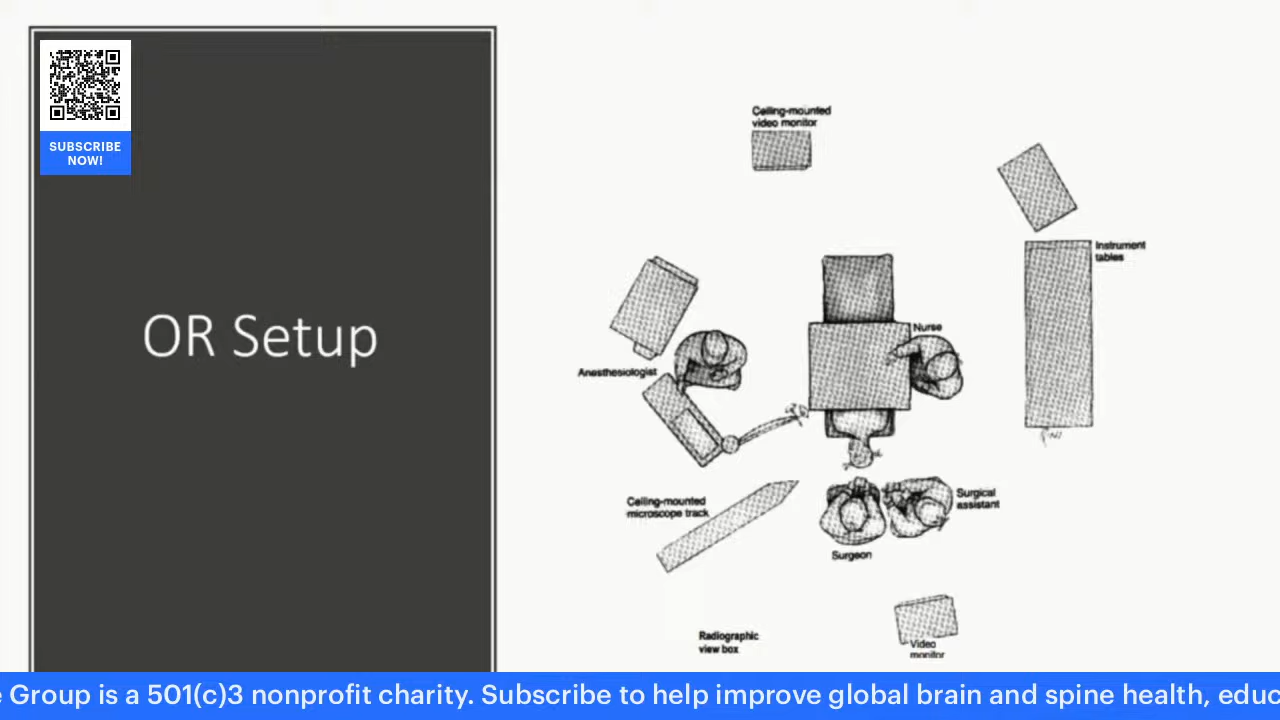 SUBSCRIBE
NOW!
OR Setup
Ceiling-mounted
video monitor
Instrument
tables
Nurse
Anesthesiologist
Ceiling-mounted
microscope track
Surgical
assistant
Surgeon
Radiographic
view box
Video
monitor
Group is a 501(c)3 nonprofit charity. Subscribe to help improve global brain and spine health,